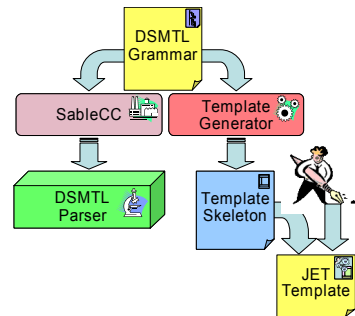 DSMTL
Grammar
SableCC
Template
Generator
DSMTL
Parser
Template
Skeleton
JET
Template